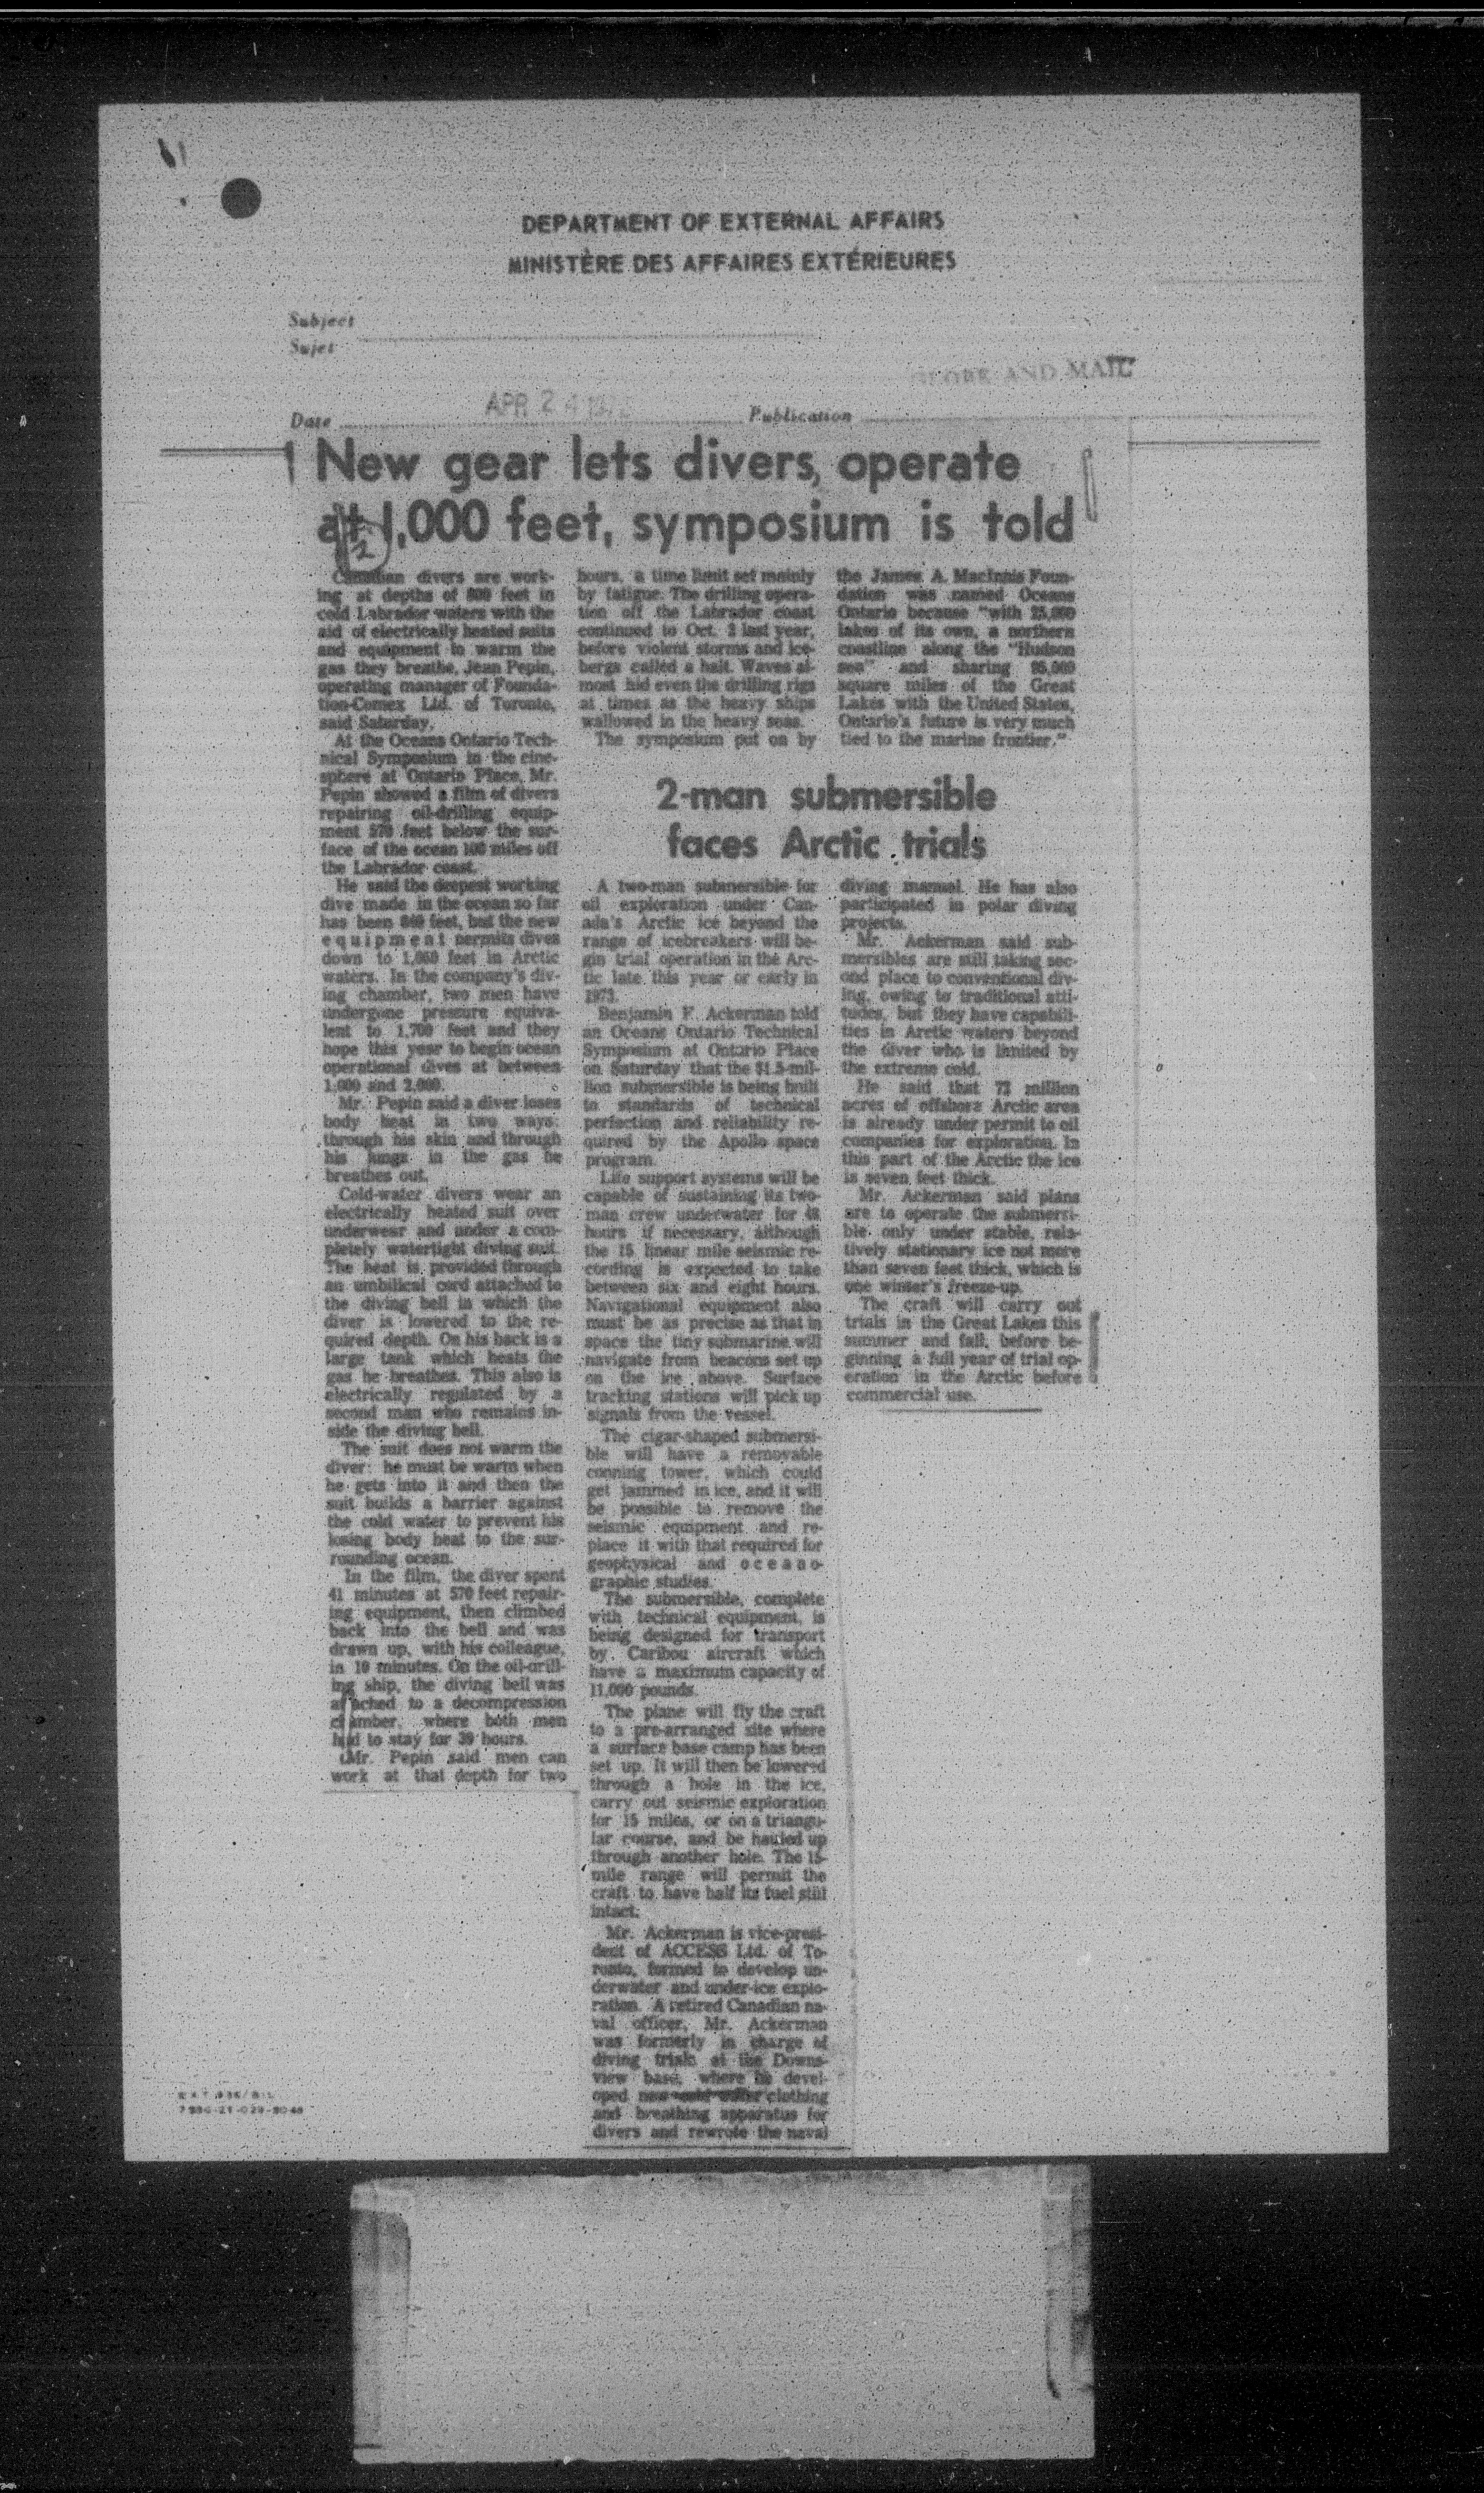 DEPARTMENT OF EXTERNAL AFFAIRS
MINISTÈRE DES AFFAIRES EXTÉRIEURES
Subject
Sujet
GLOBE AND MAIL
APR 24 1972
Date
Publication
New gear lets divers operate
at 1,000 feet, symposium is told
2
Canadian divers are work-
ing at depths of feet in
cold Labrador waters with the
aid of electrically heated suits
and equipment to warm the
gas they breathe, Jean Pepin,
operating manager of Founda-
tion-Comex Ltd. of Toronto,
said Saturday.
At the Oceans Ontario Tech-
nical Symposium in the cine-
sphere at Ontario Place, Mr.
Pepin showed a film of divers
repairing oil-drilling equip-
ment 570 feet below the sur-
face of the ocean 100 miles off
the Labrador coast.
He said the deepest working
dive made in the ocean so far
has been feet, but the new
equipment permits dives
down to feet in Arctic
waters. In the company's div-
ing chamber, two men have
undergone pressure equiva-
lent to 1,700 feet and they
hope this year to begin ocean
operational dives at between
1,000 and 2,000.
Mr. Pepin said a diver loses
body heat in two ways:
through his skin and through
his lungs in the gas he
breathes out.
Cold-water divers wear an
electrically heated suit over
underwear and under a com-
pletely watertight diving suit.
The heat is provided through
an umbilical cord attached to
the diving bell in which the
diver is lowered to the re-
quired depth. On his back is a
large tank which heats the
gas he breathes. This also is
electrically regulated by a
second man who remains in-
side the diving bell.
The suit does not warm the
diver: he must be warm when
he gets into it and then the
suit builds a barrier against
the cold water to prevent his
losing body heat to the sur-
rounding ocean.
In the film, the diver spent
41 minutes at 570 feet repair-
ing equipment, then climbed
back into the bell and was
drawn up, with his colleague,
in 10 minutes. On the oil-drill-
ing ship, the diving bell was
attached to a decompression
chamber, where both men
had to stay for 39 hours.
Mr. Pepin said men can
work at that depth for two
hours, a time limit set mainly
by fatigue. The drilling opera-
tion off the Labrador coast
continued to Oct. 2 last year,
before violent storms and ice-
bergs called a halt. Waves al-
most hid even the drilling rigs
at times as the heavy ships
wallowed in the heavy seas.
The symposium put on by
the James A. MacInnis Foun-
dation was named Oceans
Ontario because "with 25,000
lakes of its own, a northern
coastline along the "Hudson
sea" and sharing
square miles of the Great
Lakes with the United States,
Ontario's future is very much
tied to the marine frontier."
2-man submersible
faces Arctic trials
A two-man submersible for
oil exploration under Can-
ada's Arctic ice beyond the
range of icebreakers will be-
gin trial operation in the Arc-
tic late this year or early in
1973.
Benjamin F. Ackerman told
an Oceans Ontario Technical
Symposium at Ontario Place
on Saturday that the $1.5-mil-
lion submersible is being built
to standards of technical
perfection and reliability re-
quired by the Apollo space
program.
Life support systems will be
capable of sustaining its two-
man crew underwater for 48
hours if necessary, although
the 15 linear mile seismic re-
cording is expected to take
between six and eight hours.
Navigational equipment also
must be as precise as that in
space the tiny submarine will
navigate from beacons set up
on the ice above. Surface
tracking stations will pick up
signals from the vessel.
The cigar-shaped submersi-
ble will have a removable
conning tower, which could
get jammed in ice, and it will
be possible to remove the
seismic equipment and re-
place it with that required for
geophysical and oceano-
graphic studies.
The submersible, complete
with technical equipment, is
being designed for transport
by Caribou aircraft which
have a maximum capacity of
11,000 pounds.
The plane will fly the craft
to a pre-arranged site where
a surface base camp has been
set up. It will then be lowered
through a hole in the ice,
carry out seismic exploration
for 15 miles, or on a triangu-
lar course, and be hauled up
through another hole. The 15-
mile range will permit the
craft to have half its fuel still
intact.
Mr. Ackerman is vice-presi-
dent of ACCESS Ltd. of To-
ronto, formed to develop un-
derwater and under-ice explo-
ration. A retired Canadian na-
val officer, Mr. Ackerman
was formerly in charge of
diving trials at the Downs-
view base, where he devel-
oped new cold water clothing
and breathing apparatus for
divers and rewrote the naval
diving manual. He has also
participated in polar diving
projects.
Mr. Ackerman said sub-
mersibles are still taking sec-
ond place to conventional div-
ing, owing to traditional atti-
tudes, but they have capabili-
ties in Arctic waters beyond
the diver who is limited by
the extreme cold.
He said that 73 million
acres of offshore Arctic area
is already under permit to oil
companies for exploration. In
this part of the Arctic the ice
is seven feet thick.
Mr. Ackerman said plans
are to operate the submersi-
ble only under stable, rela-
tively stationary ice not more
than seven feet thick, which is
one winter's freeze-up.
The craft will carry out
trials in the Great Lakes this
summer and fall, before be-
ginning a full year of trial op-
eration in the Arctic before
commercial use.